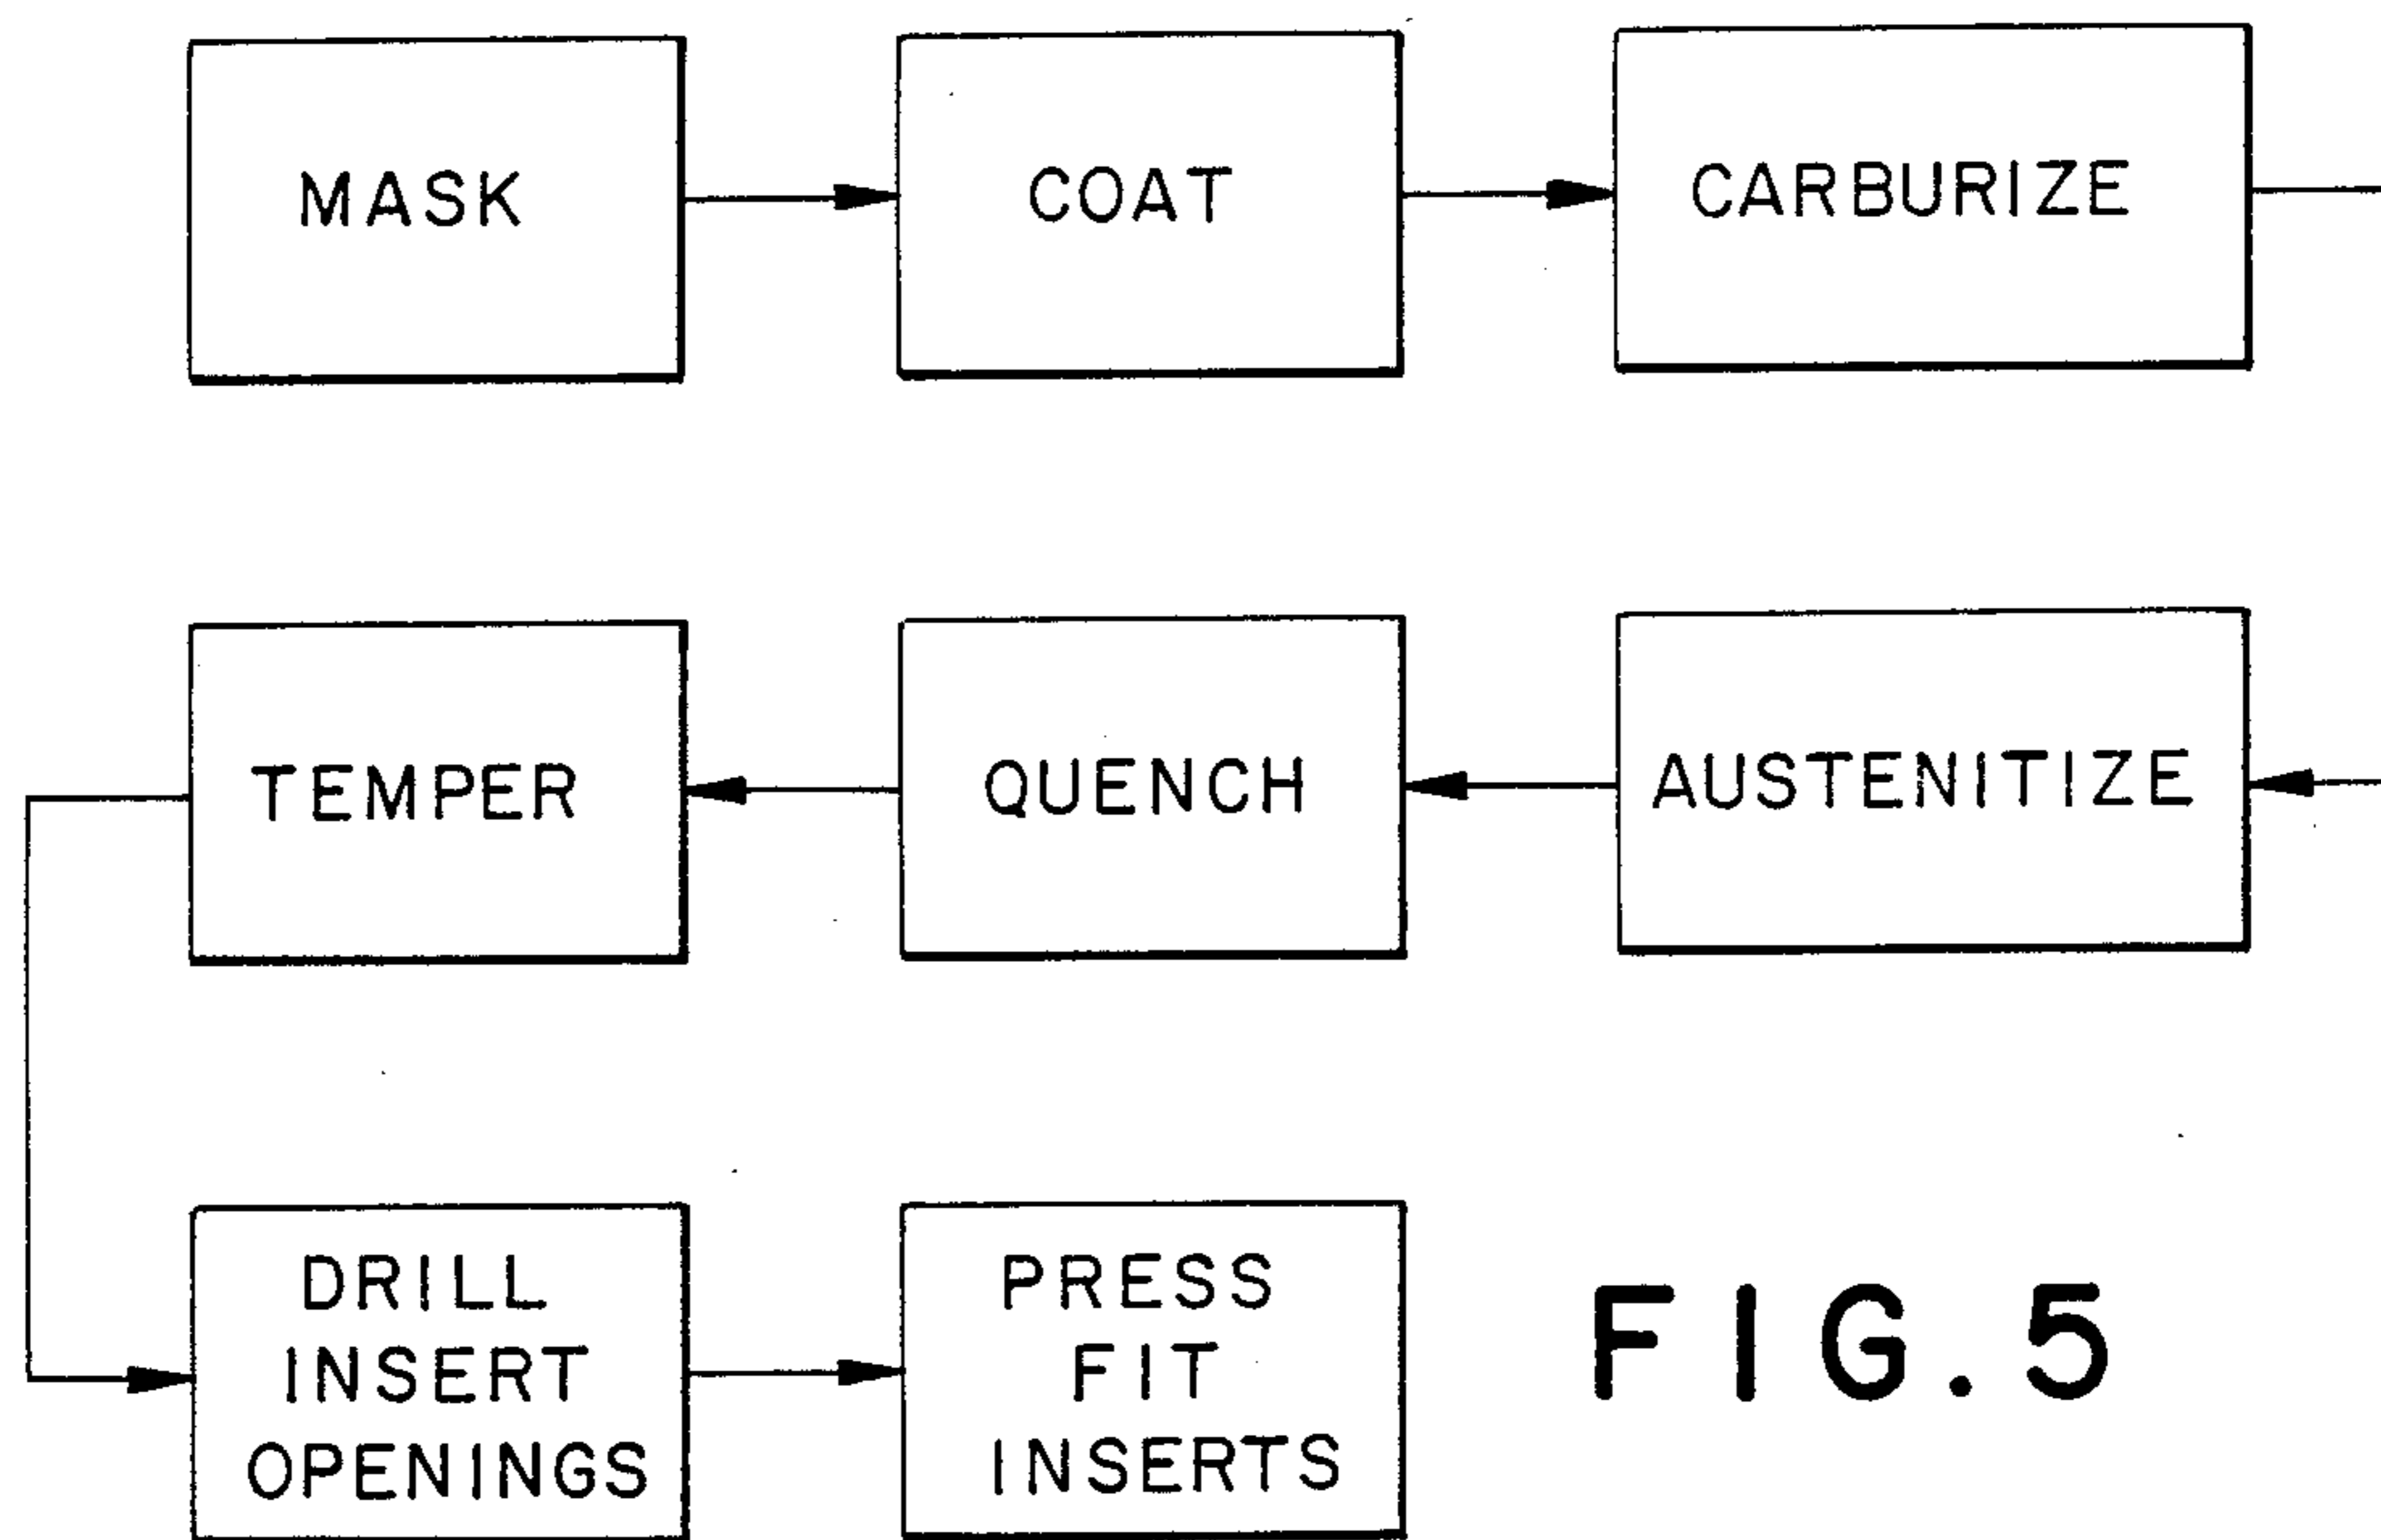 MASK
COAT
CARBURIZE
AUSTENITIZE
QUENCH
TEMPER
DRILL
INSERT
OPENINGS
PRESS
FIT
INSERTS
FIG.5